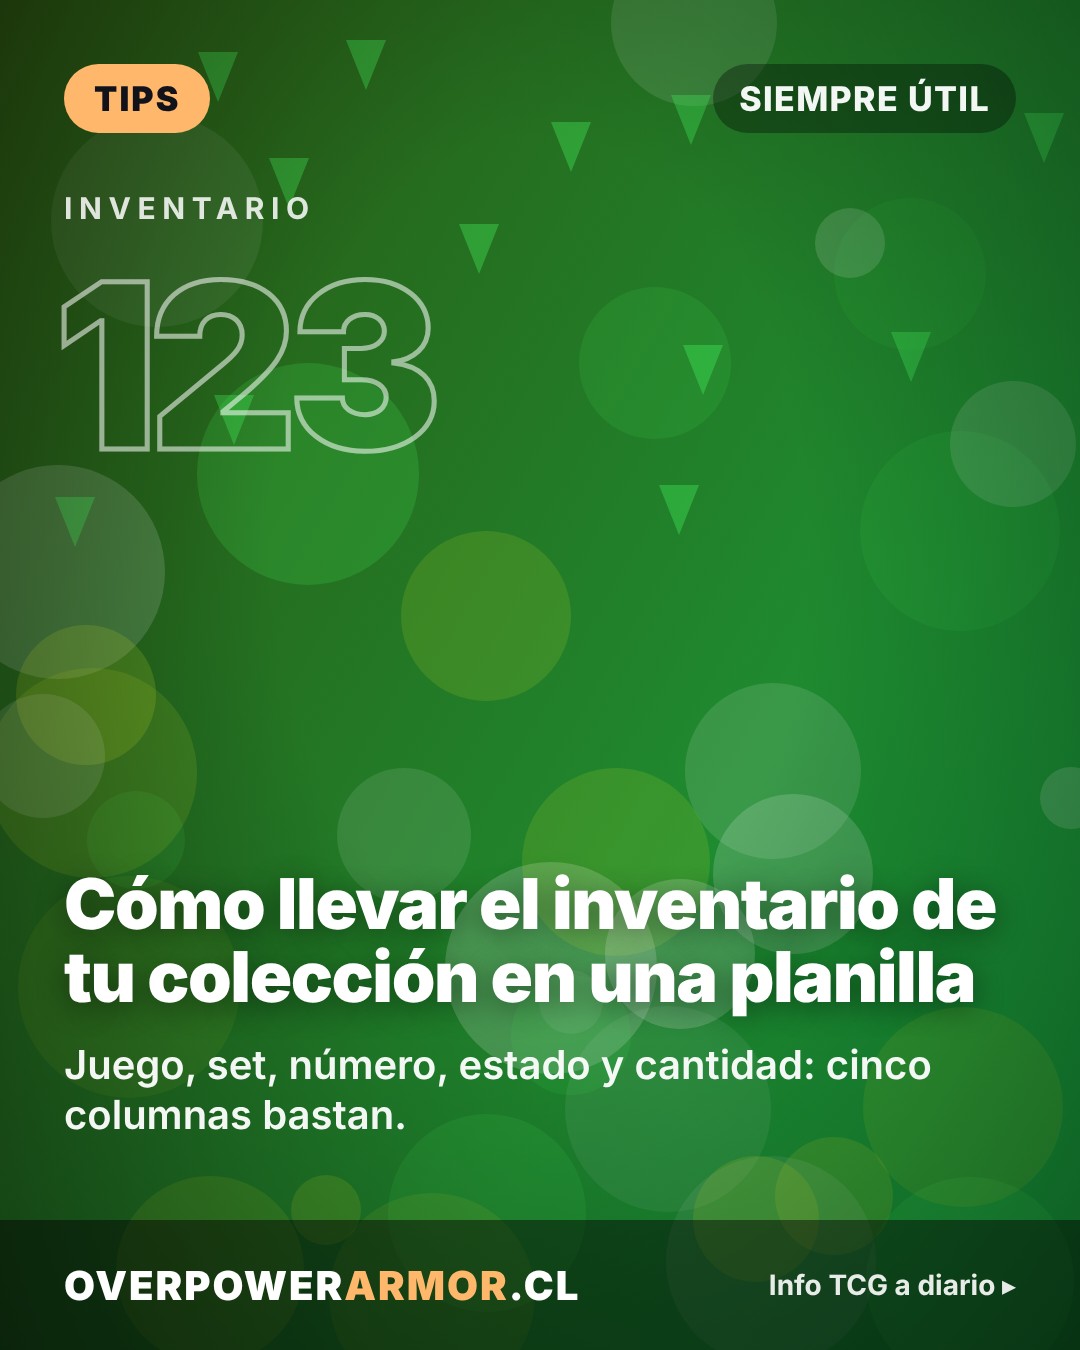 TIPS
SIEMPRE ÚTIL
INVENTARIO
123
Cómo llevar el inventario de
tu colección en una planilla
Juego, set, número, estado y cantidad: cinco
columnas bastan.
OVERPOWERARMOR.CL
Info TCG a diario ▸